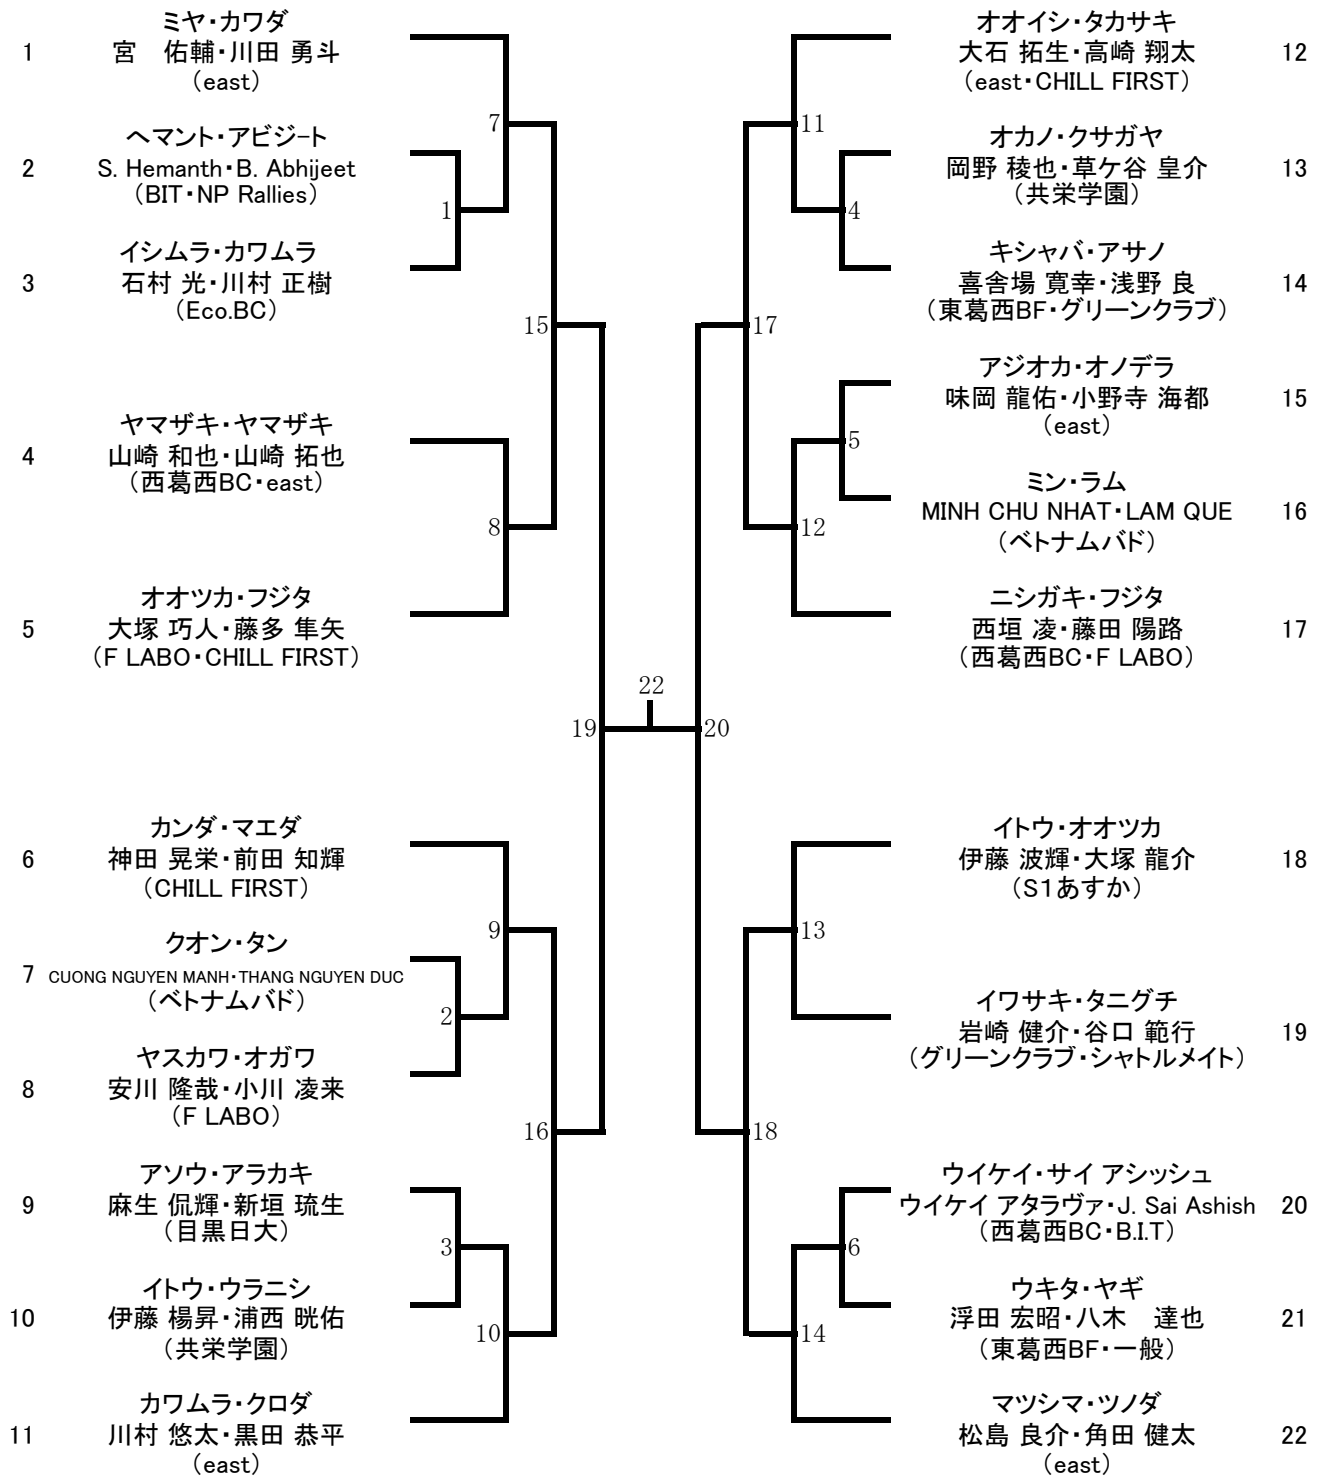 ミヤ・カワダ
1 宮　佑輔・川田 勇斗
(east)
ヘマント・アビジート
2 S. Hemanth・B. Abhijeet
(BIT・NP Rallies)
イシムラ・カワムラ
3 石村 光・川村 正樹
(Eco.BC)
ヤマザキ・ヤマザキ
4 山崎 和也・山崎 拓也
(西葛西BC・east)
オオツカ・フジタ
5 大塚 巧人・藤多 隼矢
(F LABO・CHILL FIRST)
カンダ・マエダ
6 神田 晃栄・前田 知輝
(CHILL FIRST)
クオン・タン
7 CUONG NGUYEN MANH・THANG NGUYEN DUC
(ベトナムバド)
ヤスカワ・オガワ
8 安川 隆哉・小川 凌来
(F LABO)
アソウ・アラカキ
9 麻生 侃輝・新垣 琉生
(目黒日大)
イトウ・ウラニシ
10 伊藤 楊昇・浦西 晄佑
(共栄学園)
カワムラ・クロダ
11 川村 悠太・黒田 恭平
(east)
7
1
15
8
19
9
2
16
3
10
22
11
4
17
5
12
20
13
18
6
14
オオイシ・タカサキ
大石 拓生・高崎 翔太 12
(east・CHILL FIRST)
オカノ・クサガヤ
岡野 稜也・草ケ谷 皇介 13
(共栄学園)
キシャバ・アサノ
喜舎場 寛幸・浅野 良 14
(東葛西BF・グリーンクラブ)
アジオカ・オノデラ
味岡 龍佑・小野寺 海都 15
(east)
ミン・ラム
MINH CHU NHAT・LAM QUE 16
(ベトナムバド)
ニシガキ・フジタ
西垣 凌・藤田 陽路 17
(西葛西BC・F LABO)
イトウ・オオツカ
伊藤 波輝・大塚 龍介 18
(S1あすか)
イワサキ・タニグチ
岩崎 健介・谷口 範行 19
(グリーンクラブ・シャトルメイト)
ウイケイ・サイ アシッシュ
ウイケイ アタラヴァ・J. Sai Ashish 20
(西葛西BC・B.I.T)
ウキタ・ヤギ
浮田 宏昭・八木　達也 21
(東葛西BF・一般)
マツシマ・ツノダ
松島 良介・角田 健太 22
(east)